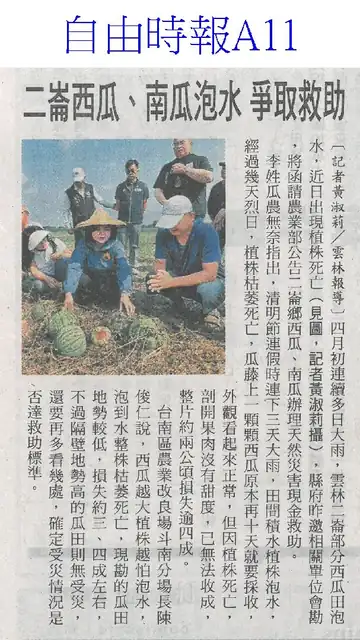 自由時報A11
二崙西瓜、南瓜泡水 爭取救助
〔記者黃淑莉／雲林報導〕四月初連續多日大雨，雲林二崙部分西瓜田泡
水，近日出現植株死亡（見圖，記者黃淑莉攝），縣府昨邀相關單位會勘
，將函請農業部公告二崙鄉西瓜、南瓜辦理天然災害現金救助。
李姓瓜農無奈指出，清明節連假時連下三天大雨，田間積水植株泡水，
經過幾天烈日，植株枯萎死亡，瓜藤上一顆顆西瓜原本再十天就要採收，
外觀看起來正常，但因植株死亡，
剖開果肉沒有甜度，已無法收成，
整片約兩公頃損失逾四成。
台南區農業改良場斗南分場長陳
俊仁說，西瓜越大植株越怕泡水，
泡到水整株枯萎死亡，現勘的瓜田
地勢較低，損失約三、四成左右，
不過隔壁地勢高的瓜田則無受災，
還要再多看幾處，確定受災情況是
否達救助標準。